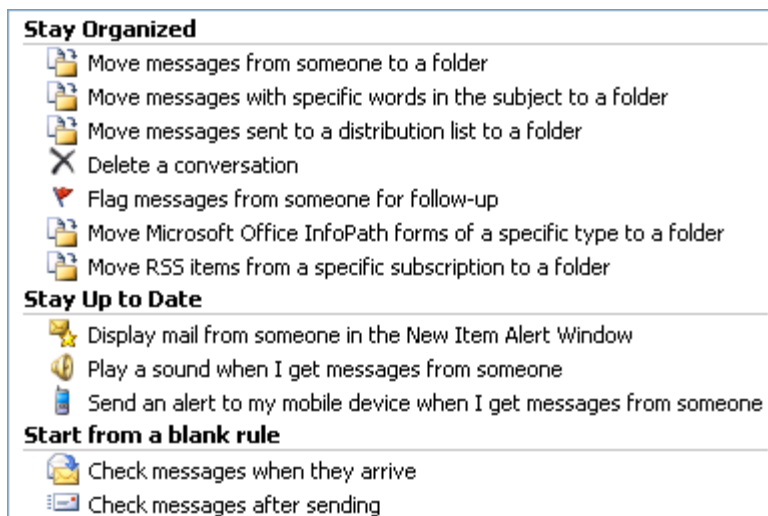 Stay Organized
Move messages from someone to a folder
Move messages with specific words in the subject to a folder
Move messages sent to a distribution list to a folder
Delete a conversation
Flag messages from someone for follow-up
Move Microsoft Office InfoPath forms of a specific type to a folder
Move RSS items from a specific subscription to a folder
Stay Up to Date
Display mail from someone in the New Item Alert Window
Play a sound when I get messages from someone
Send an alert to my mobile device when I get messages from someone
Start from a blank rule
Check messages when they arrive
Check messages after sending